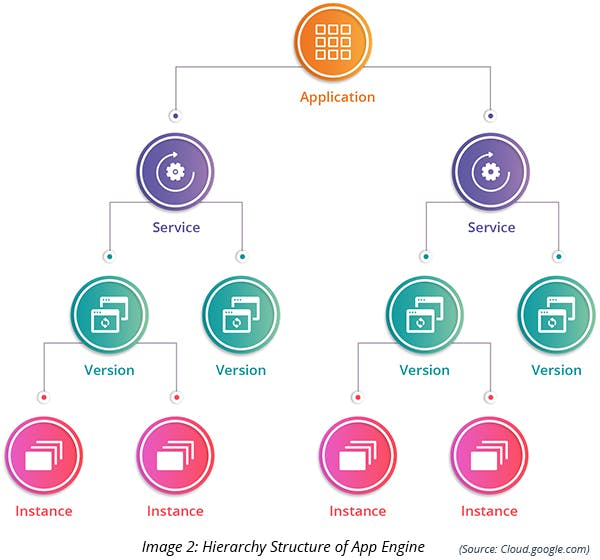 Application
Service
Service
Version
Version
Version
Version
Instance
Instance
Instance
Instance
Image 2: Hierarchy Structure of App Engine
(Source: Cloud.google.com)